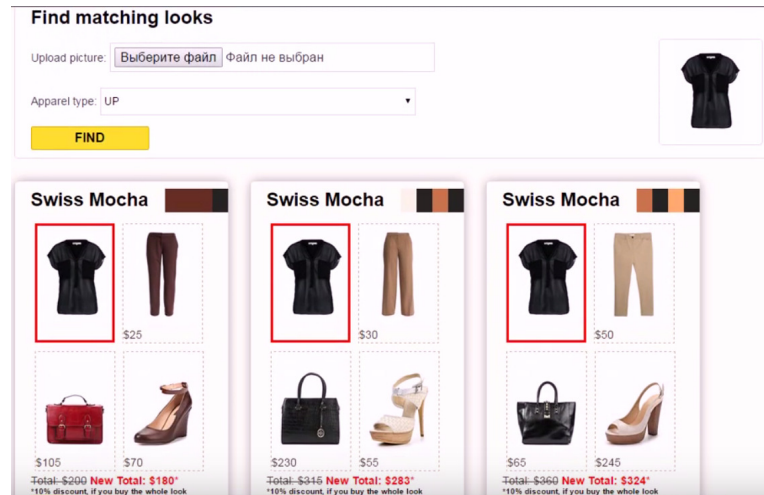 Find matching looks
Upload picture: Выберите файл Файл не выбран
Apparel type: UP
FIND
Swiss Mocha
$25
$105 $70
Total: $200 New Total: $180*
*10% discount, if you buy the whole look
Swiss Mocha
$30
$230 $55
Total: $315 New Total: $283*
*10% discount, if you buy the whole look
Swiss Mocha
$50
$65 $245
Total: $360 New Total: $324*
*10% discount, if you buy the whole look